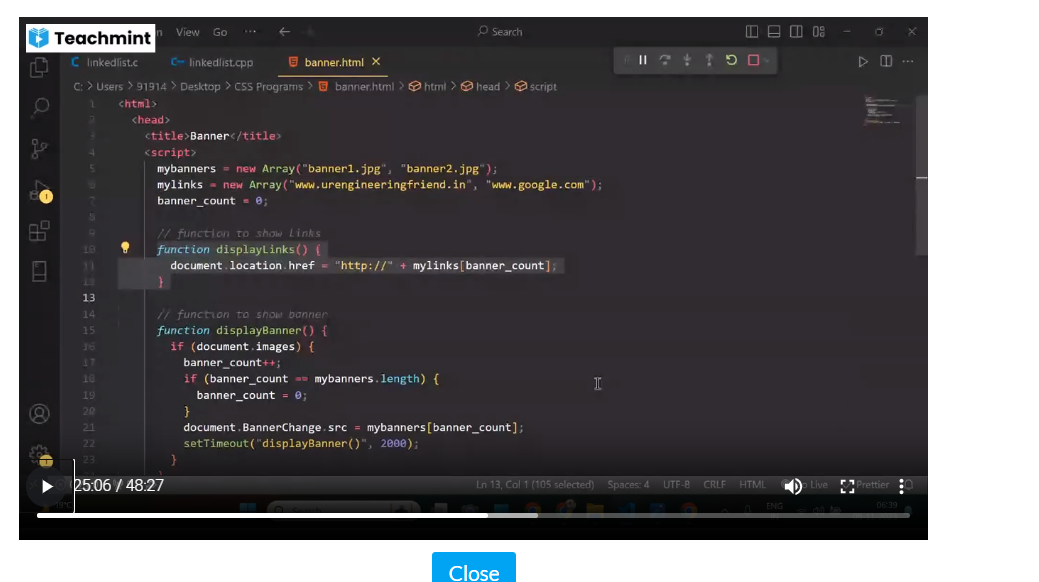 Teachmint
View Go ...
Search
linkedlist.c linkedlist.cpp banner.html
C: > Users > 91914 > Desktop > CSS Programs > banner.html > html > head > script
1 <html>
2 <head>
3 <title>Banner</title>
4 <script>
5 mybanners = new Array("banner1.jpg", "banner2.jpg");
6 mylinks = new Array("www.urengineeringfriend.in", "www.google.com");
7 banner_count = 0;
8
9 // function to show Links
10 function displayLinks() {
11 document.location.href = "http://" + mylinks[banner_count];
12 }
13
14 // function to show banner
15 function displayBanner() {
16 if (document.images) {
17 banner_count++;
18 if (banner_count == mybanners.length) {
19 banner_count = 0;
20 }
21 document.BannerChange.src = mybanners[banner_count];
22 setTimeout("displayBanner()", 2000);
23 }
25:06 / 48:27
Ln 13, Col 1 (105 selected) Spaces: 4 UTF-8 CRLF HTML Live Prettier
ENG
Close